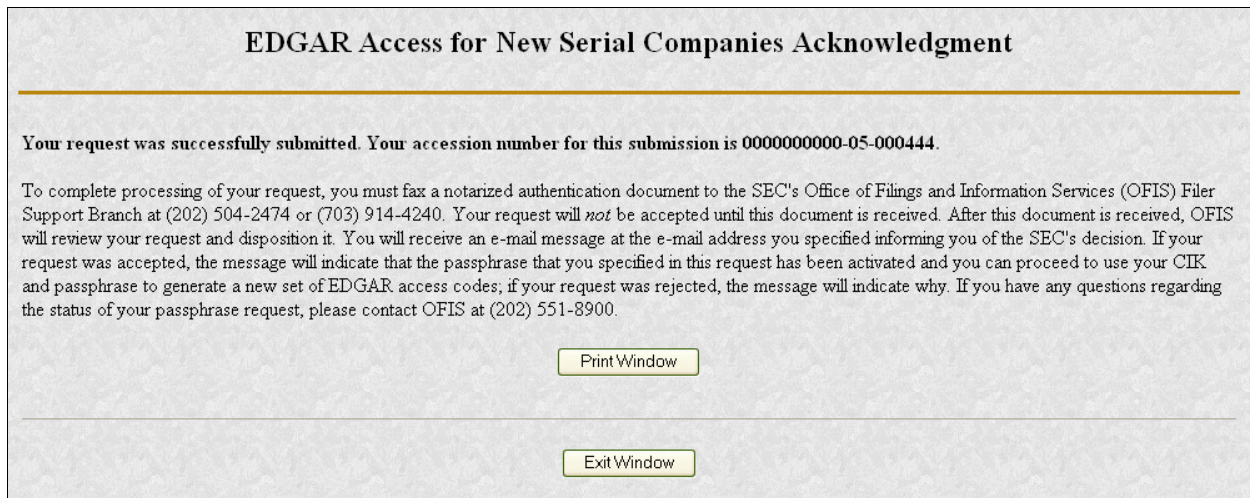 EDGAR Access for New Serial Companies Acknowledgment
Your request was successfully submitted. Your accession number for this submission is 0000000000-05-000444.
To complete processing of your request, you must fax a notarized authentication document to the SEC's Office of Filings and Information Services (OFIS) Filer
Support Branch at (202) 504-2474 or (703) 914-4240. Your request will not be accepted until this document is received. After this document is received, OFIS
will review your request and disposition it. You will receive an e-mail message at the e-mail address you specified informing you of the SEC's decision. If your
request was accepted, the message will indicate that the passphrase that you specified in this request has been activated and you can proceed to use your CIK
and passphrase to generate a new set of EDGAR access codes; if your request was rejected, the message will indicate why. If you have any questions regarding
the status of your passphrase request, please contact OFIS at (202) 551-8900.
Print Window
Exit Window